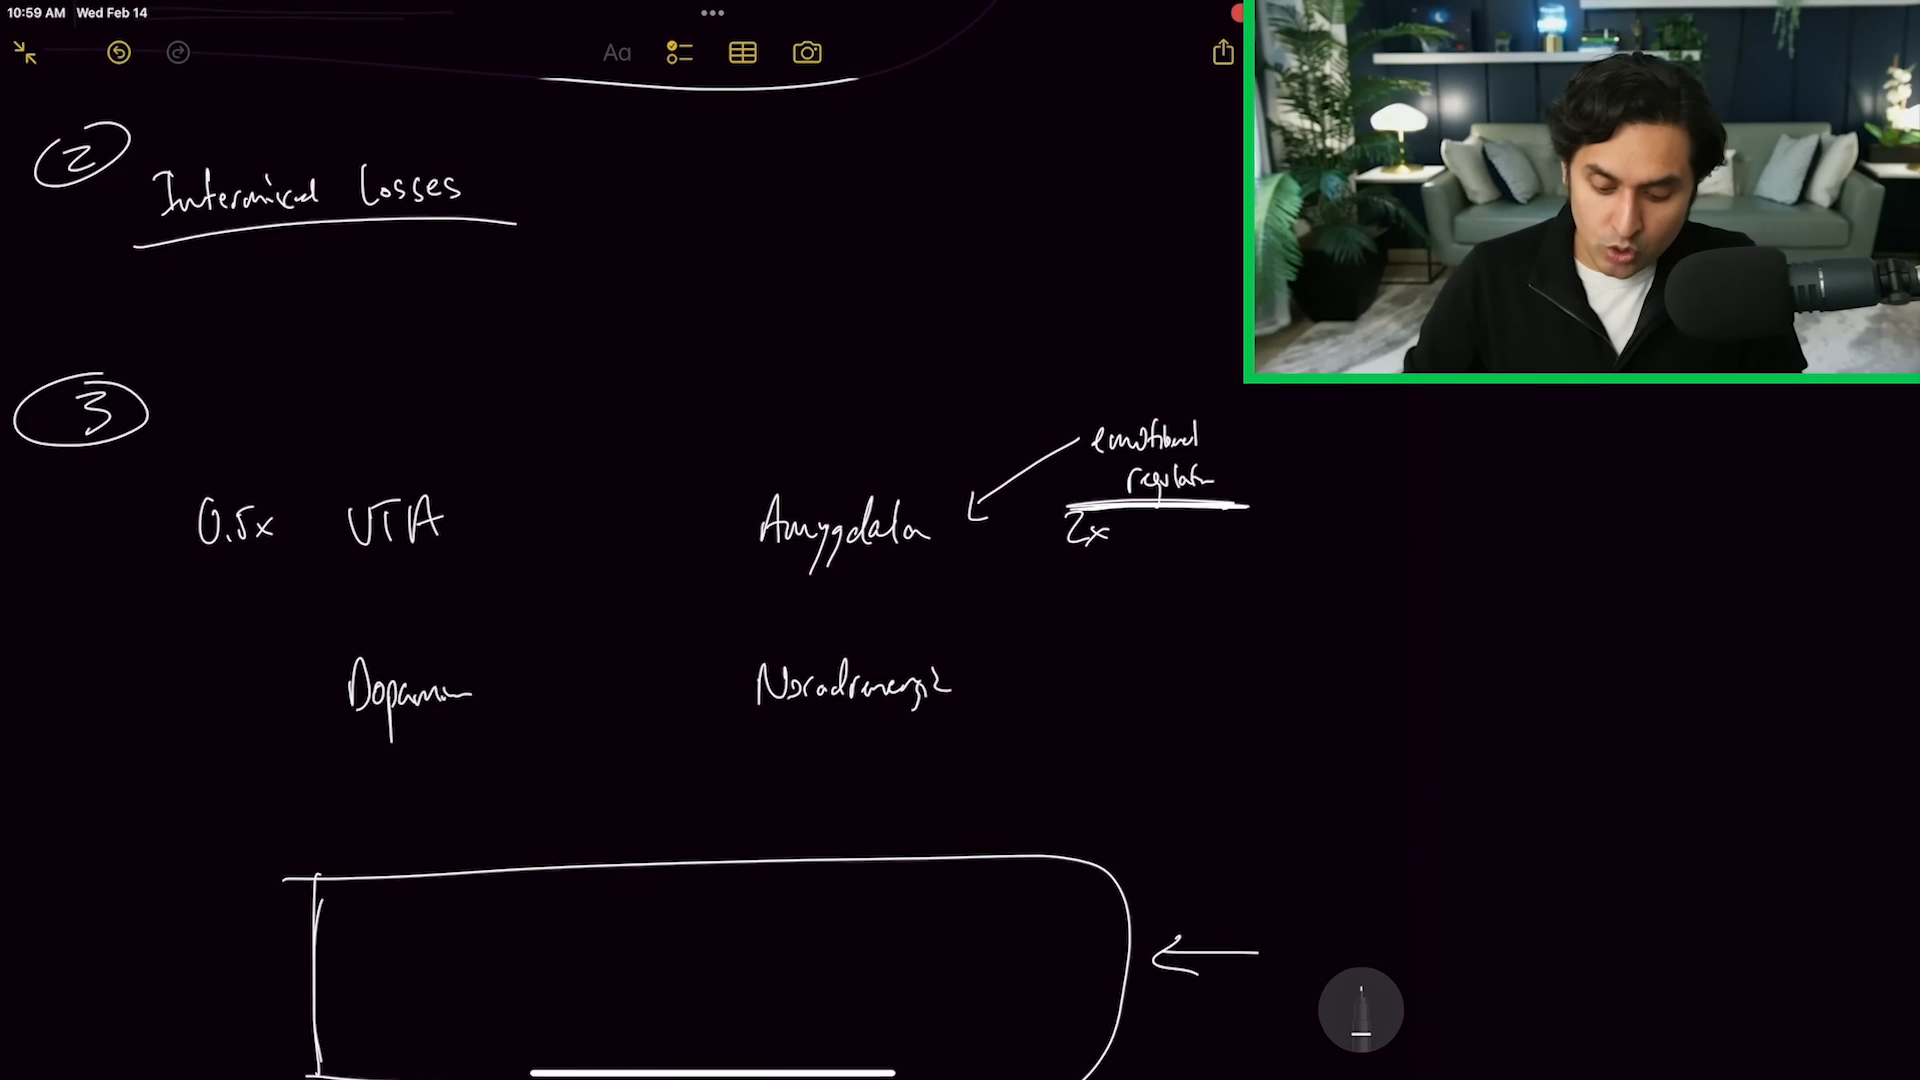 10:59 AM Wed Feb 14
Aa
2
Losses
3
emotional
regulation
0.5x VTA Amygdala 2x
Dopamine Noradrenergic